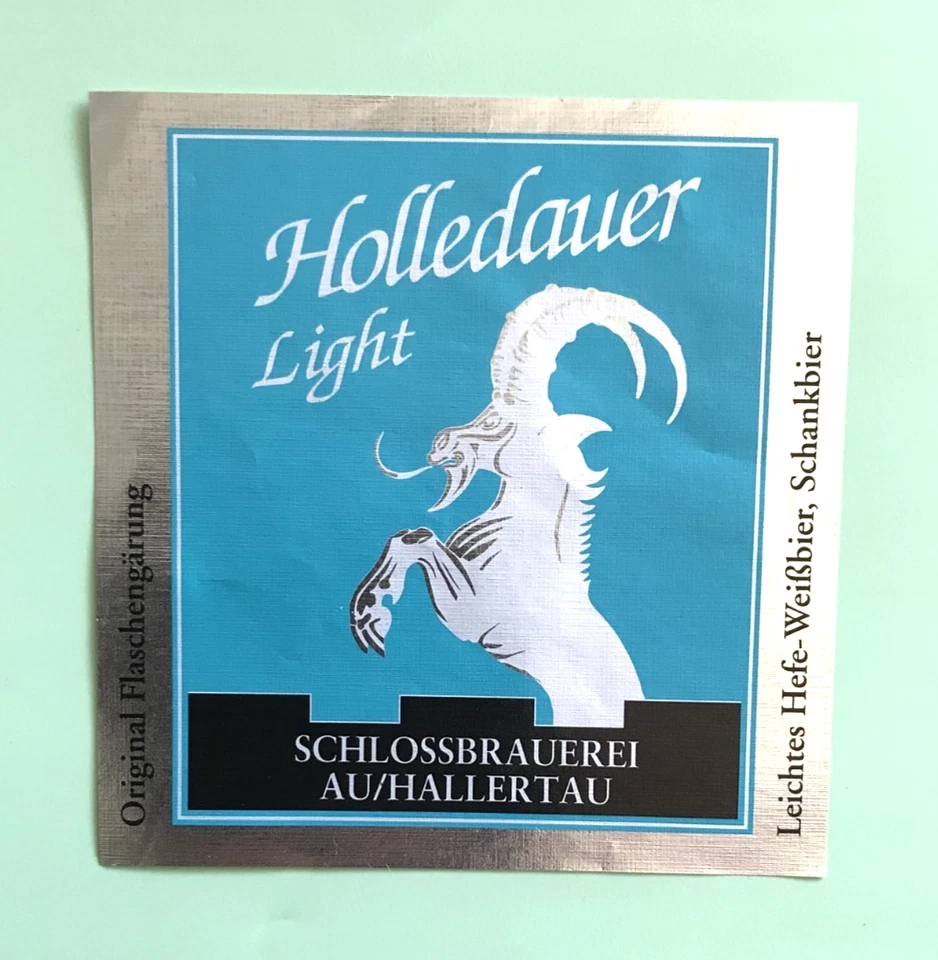 Holledauer
Light
SCHLOSSBRAUEREI
AU/HALLERTAU
Original Flaschengärung
Leichtes Hefe-Weißbier, Schankbier